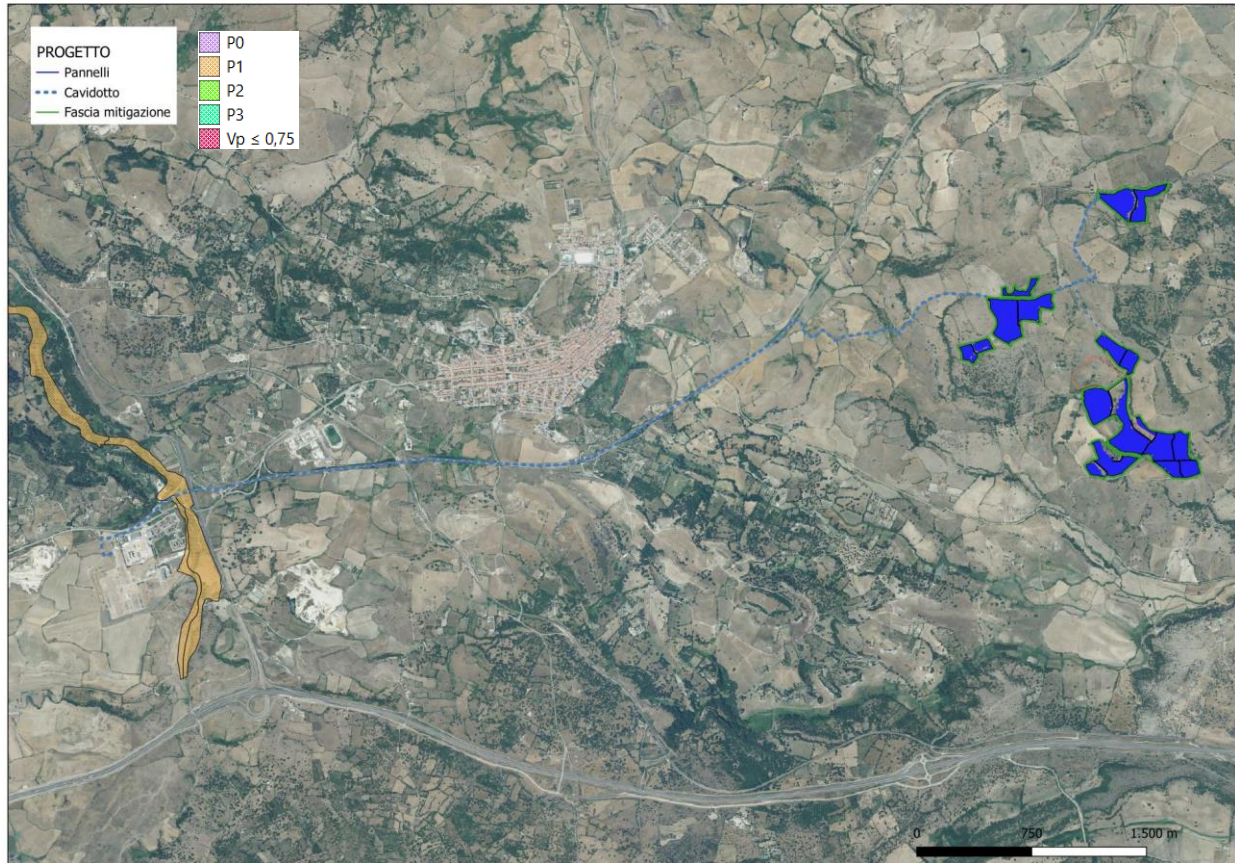 PROGETTO
Pannelli
Cavidotto
Fascia mitigazione
P0
P1
P2
P3
Vp ≤ 0,75
0 750 1.500 m